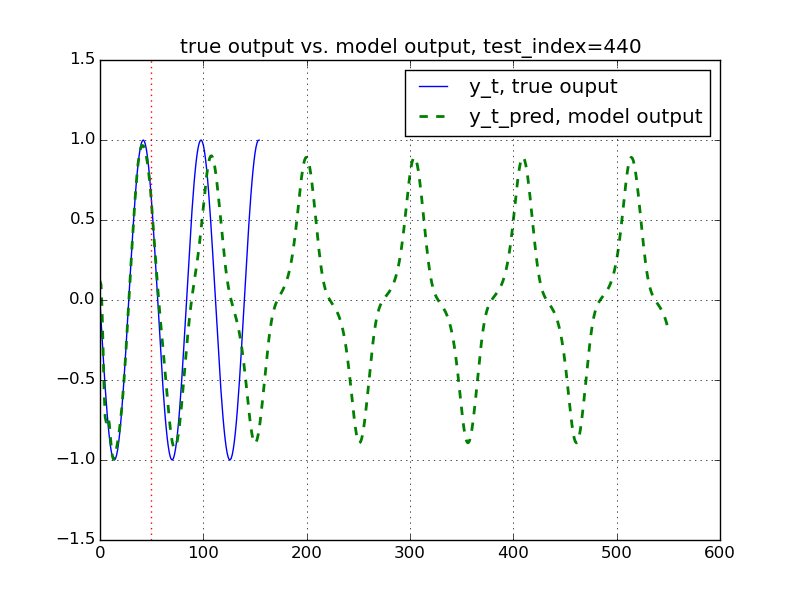 true output vs. model output, test_index=440
y_t, true ouput
y_t_pred, model output
1.5
1.0
0.5
0.0
−0.5
−1.0
−1.5
0 100 200 300 400 500 600